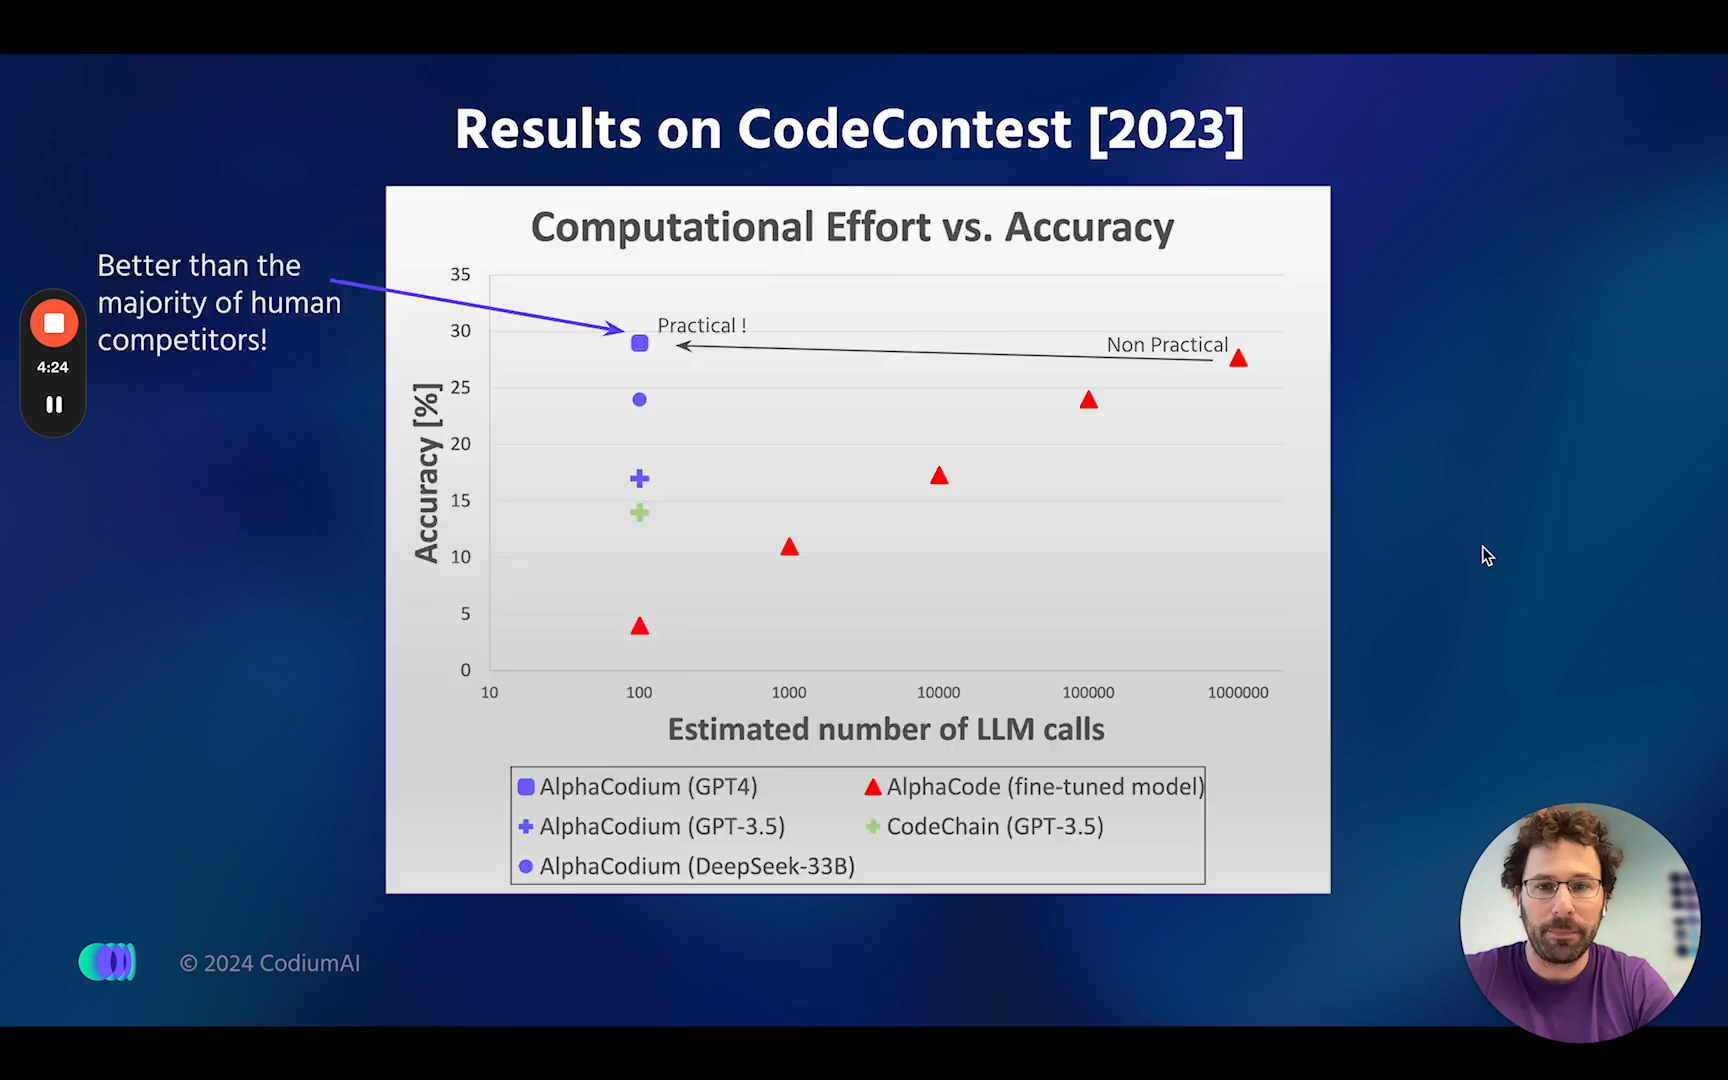 Results on CodeContest [2023]
Better than the
majority of human
competitors!
4:24
Computational Effort vs. Accuracy
35
30
25
20
15
10
5
0
Accuracy [%]
Practical !
Non Practical
10 100 1000 10000 100000 1000000
Estimated number of LLM calls
AlphaCodium (GPT4) AlphaCode (fine-tuned model)
AlphaCodium (GPT-3.5) CodeChain (GPT-3.5)
AlphaCodium (DeepSeek-33B)
© 2024 CodiumAI